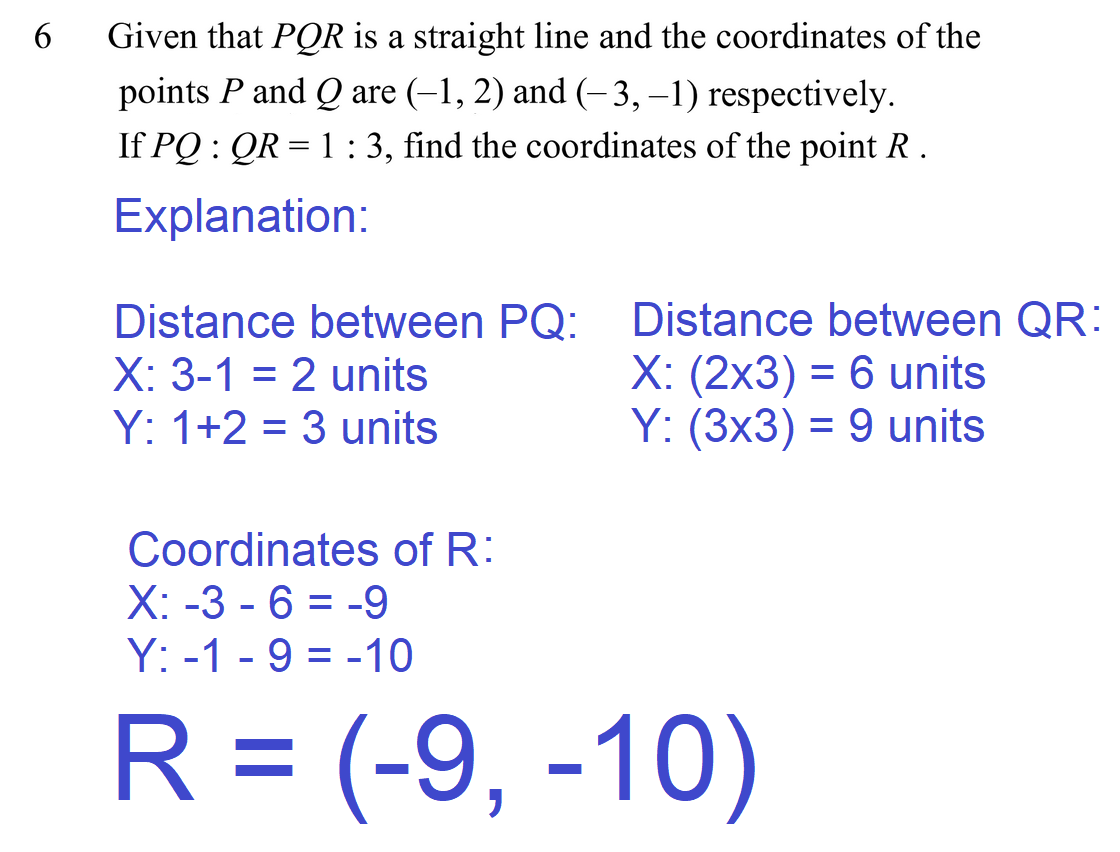 6 Given that PQR is a straight line and the coordinates of the
points P and Q are (–1, 2) and (– 3, –1) respectively.
If PQ : QR = 1 : 3, find the coordinates of the point R .
Explanation:
Distance between PQ:
X: 3-1 = 2 units
Y: 1+2 = 3 units
Distance between QR:
X: (2x3) = 6 units
Y: (3x3) = 9 units
Coordinates of R:
X: -3 - 6 = -9
Y: -1 - 9 = -10
R = (-9, -10)